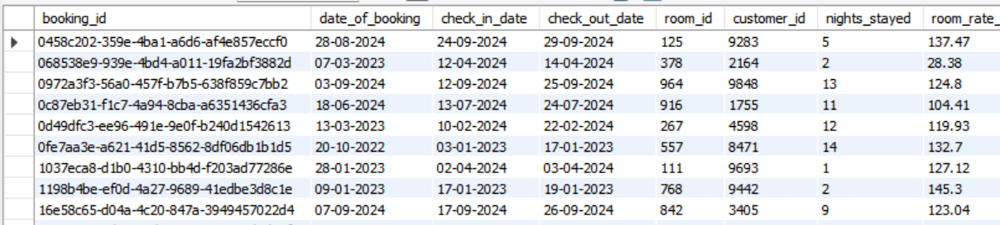 booking_id date_of_booking check_in_date check_out_date room_id customer_id nights_stayed room_rate_
0458c202-359e-4ba1-a6d6-af4e857eccf0 28-08-2024 24-09-2024 29-09-2024 125 9283 5 137.47
068538e9-939e-4bd4-a011-19fa2bf3882d 07-03-2023 12-04-2024 14-04-2024 378 2164 2 28.38
0972a3f3-56a0-457f-b7b5-638f859c7bb2 03-09-2024 12-09-2024 25-09-2024 964 9848 13 124.8
0c87eb31-f1c7-4a94-8cba-a6351436cfa3 18-06-2024 13-07-2024 24-07-2024 916 1755 11 104.41
0d49dfc3-ee96-491e-9e0f-b240d1542613 13-03-2023 10-02-2024 22-02-2024 267 4598 12 119.93
0fe7aa3e-a621-41d5-8562-8df06db1b1d5 20-10-2022 03-01-2023 17-01-2023 557 8471 14 132.7
1037eca8-d1b0-4310-bb4d-f203ad77286e 28-01-2023 02-04-2024 03-04-2024 111 9693 1 127.12
1198b4be-ef0d-4a27-9689-41edbe3d8c1e 09-01-2023 17-01-2023 19-01-2023 768 9442 2 145.3
16e58c65-d04a-4c20-847a-3949457022d4 07-09-2024 17-09-2024 26-09-2024 842 3405 9 123.04